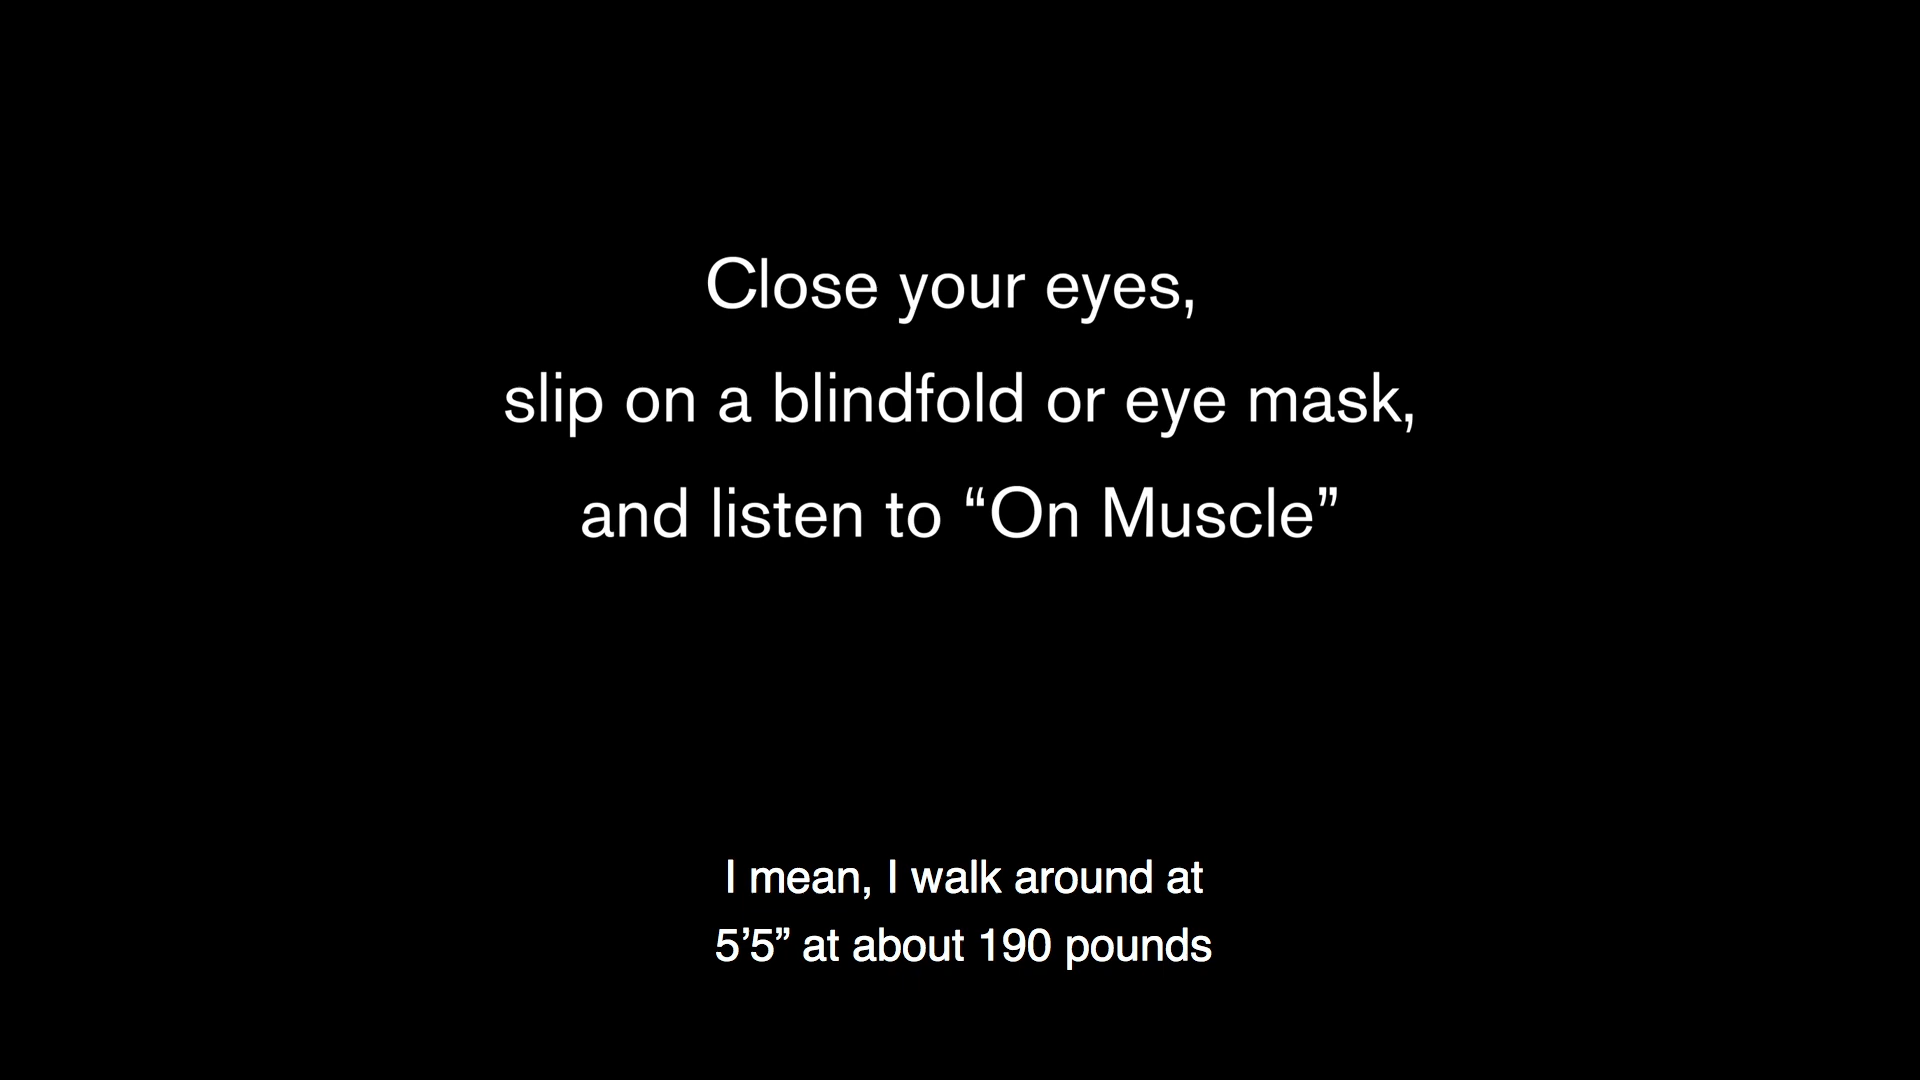 Close your eyes,
slip on a blindfold or eye mask,
and listen to “On Muscle”
I mean, I walk around at
5’5” at about 190 pounds